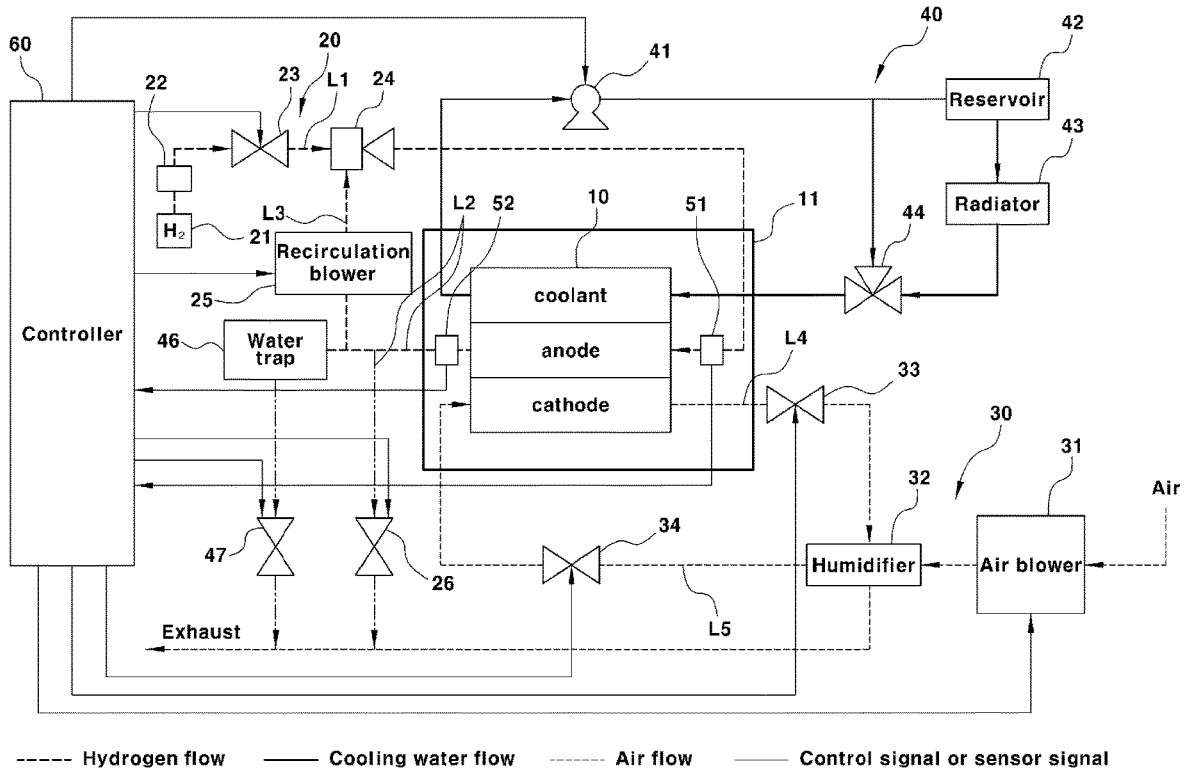 60
20
40
42
22
23
L1
24
41
Reservoir
43
L3
L2
52
10
51
11
Radiator
H₂
21
44
Recirculation
blower
25
coolant
Controller
46
Water
trap
anode
L4
33
cathode
30
31
32
Air
34
47
26
Humidifier
Air blower
L5
Exhaust
Hydrogen flow
Cooling water flow
Air flow
Control signal or sensor signal